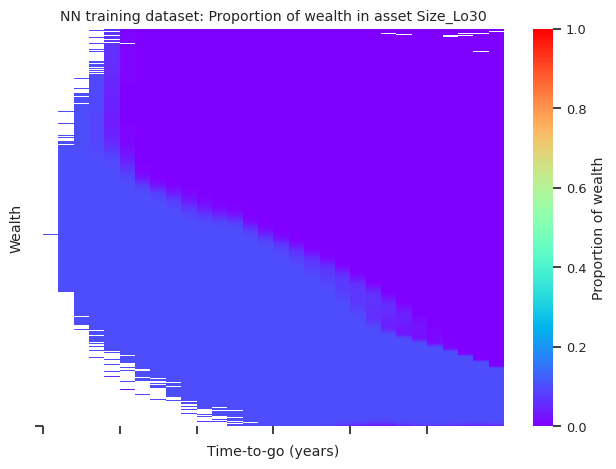 NN training dataset: Proportion of wealth in asset Size_Lo30
Wealth
Time-to-go (years)
1.0
0.8
0.6
0.4
0.2
0.0
Proportion of wealth